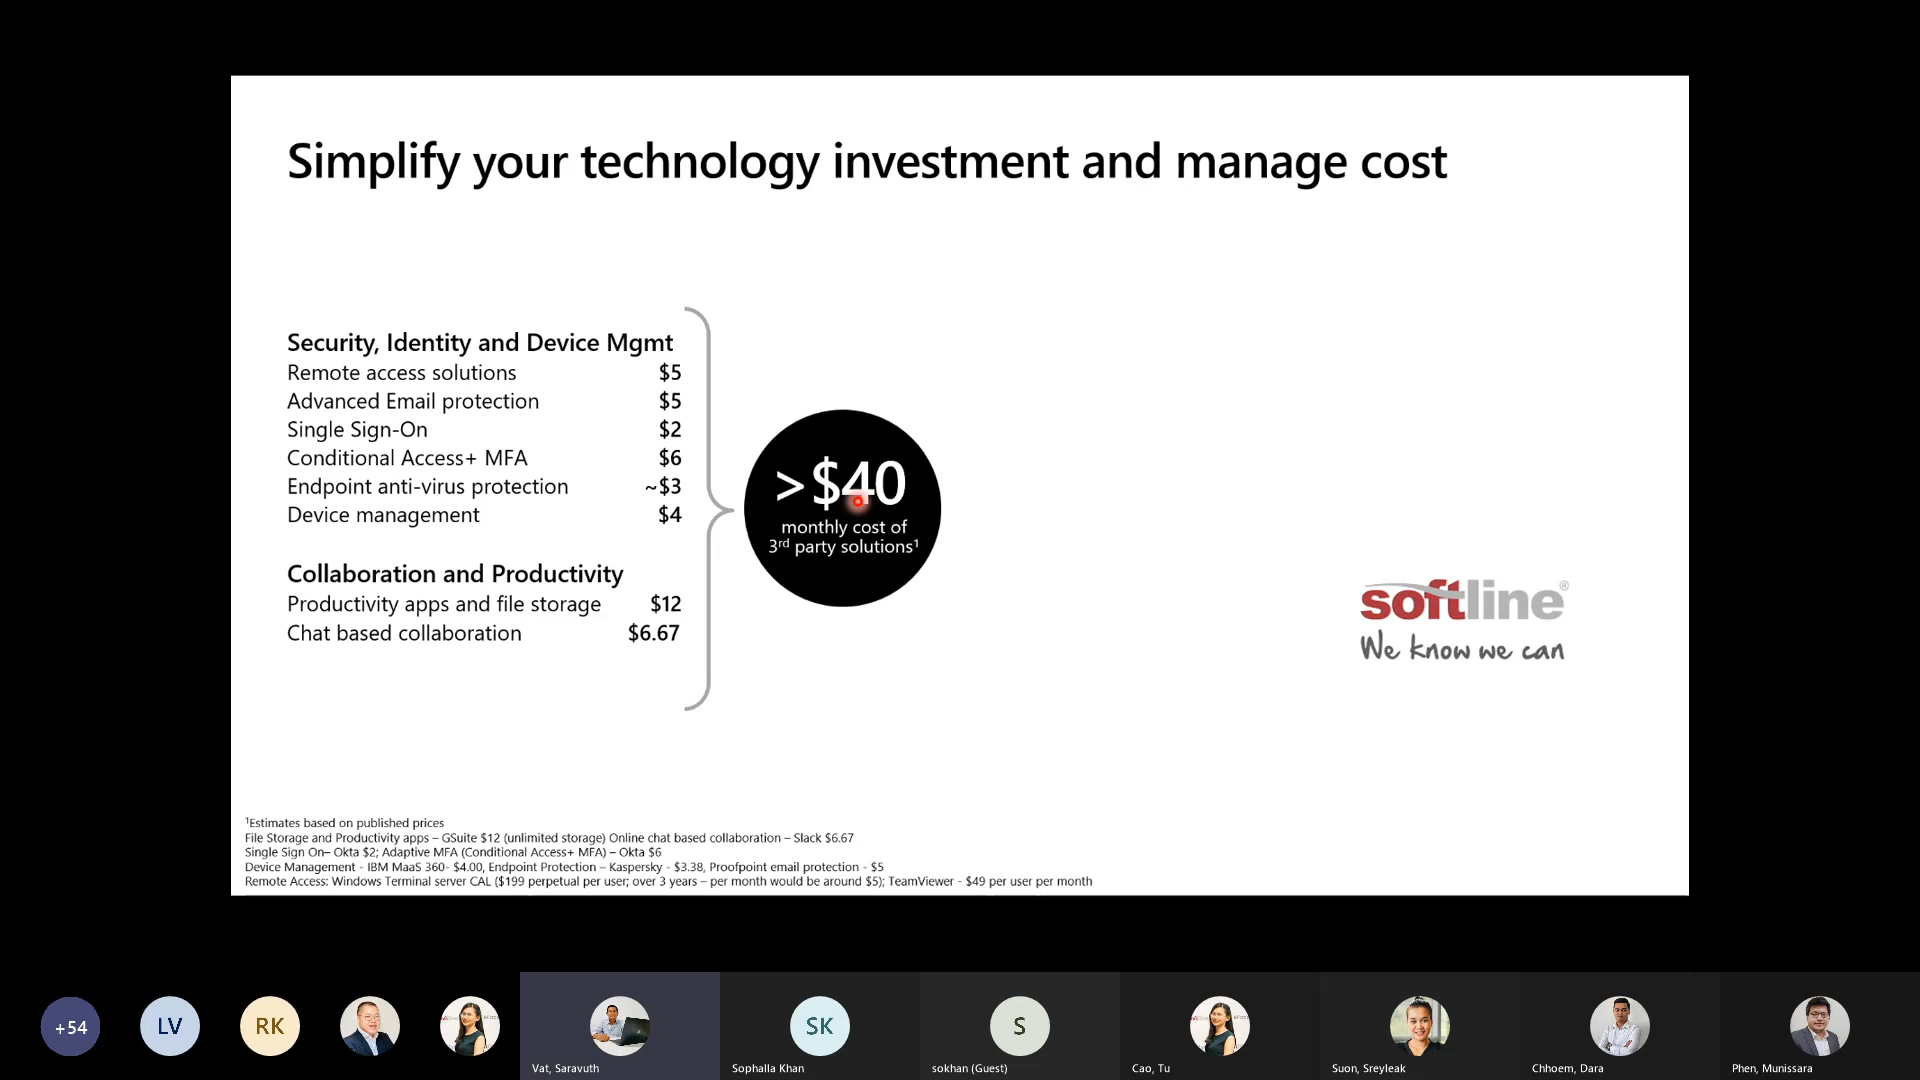 Simplify your technology investment and manage cost
Security, Identity and Device Mgmt
Remote access solutions $5
Advanced Email protection $5
Single Sign-On $2
Conditional Access+ MFA $6
Endpoint anti-virus protection ~$3
Device management $4
Collaboration and Productivity
Productivity apps and file storage $12
Chat based collaboration $6.67
>$40
monthly cost of
3rd party solutions¹
softline®
We know we can
¹Estimates based on published prices
File Storage and Productivity apps – GSuite $12 (unlimited storage) Online chat based collaboration – Slack $6.67
Single Sign On– Okta $2; Adaptive MFA (Conditional Access+ MFA) – Okta $6
Device Management - IBM MaaS 360- $4.00, Endpoint Protection – Kaspersky - $3.38, Proofpoint email protection - $5
Remote Access: Windows Terminal server CAL ($199 perpetual per user; over 3 years – per month would be around $5); TeamViewer - $49 per user per month
+54
LV
RK
SK
S
Vat, Saravuth
Sophalla Khan
sokhan (Guest)
Cao, Tu
Suon, Sreyleak
Chhoem, Dara
Phen, Munissara